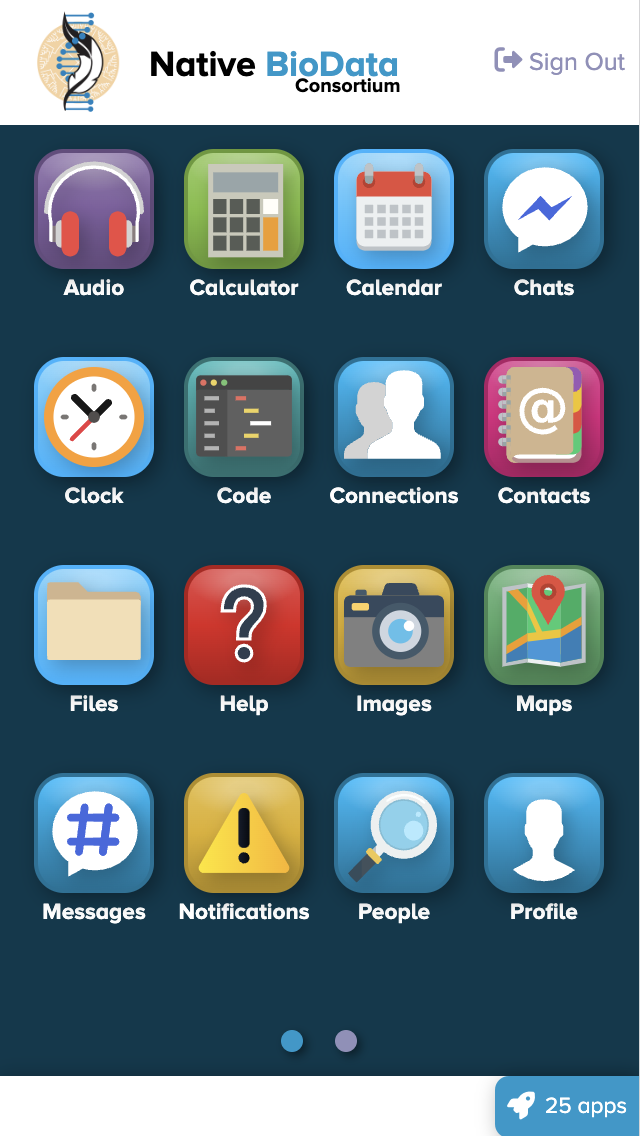 Native BioData
Consortium
Sign Out
Audio
Calculator
Calendar
Chats
Clock
Code
Connections
@
Contacts
Files
?
Help
Images
Maps
#
Messages
!
Notifications
People
Profile
25 apps